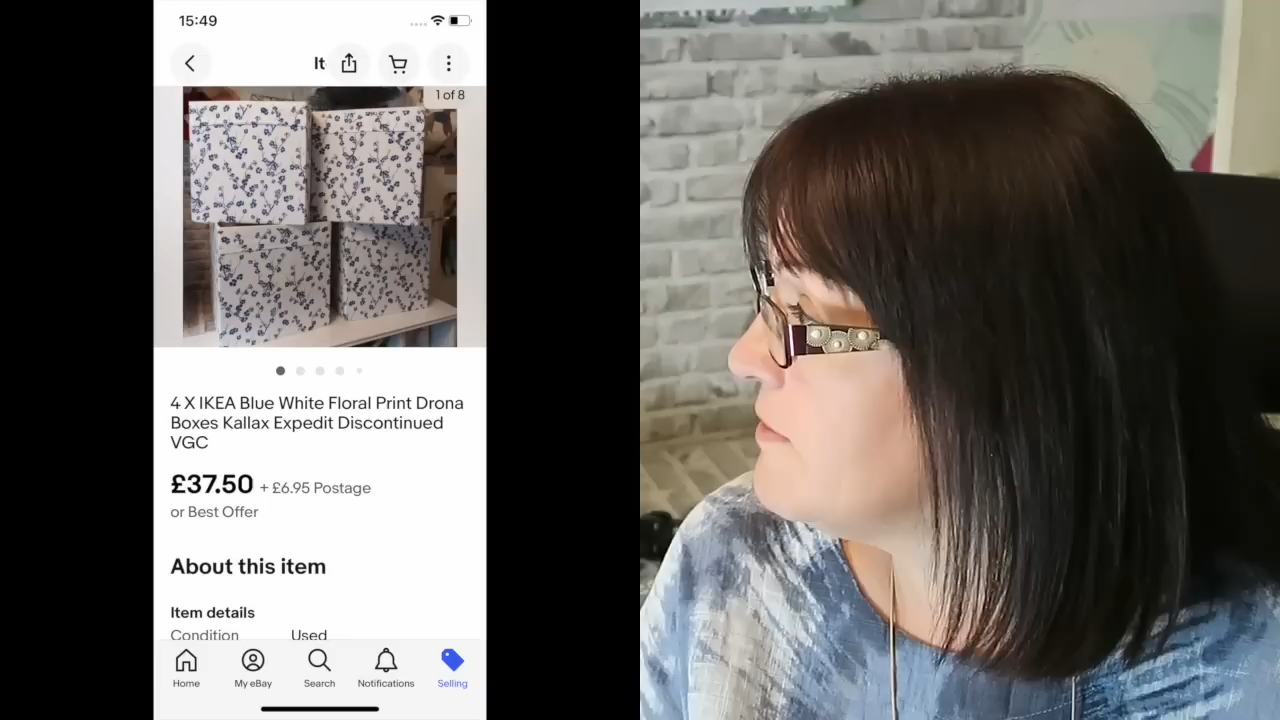 15:49
It
1 of 8
4 X IKEA Blue White Floral Print Drona
Boxes Kallax Expedit Discontinued
VGC
£37.50 + £6.95 Postage
or Best Offer
About this item
Item details
Condition Used
Home My eBay Search Notifications Selling